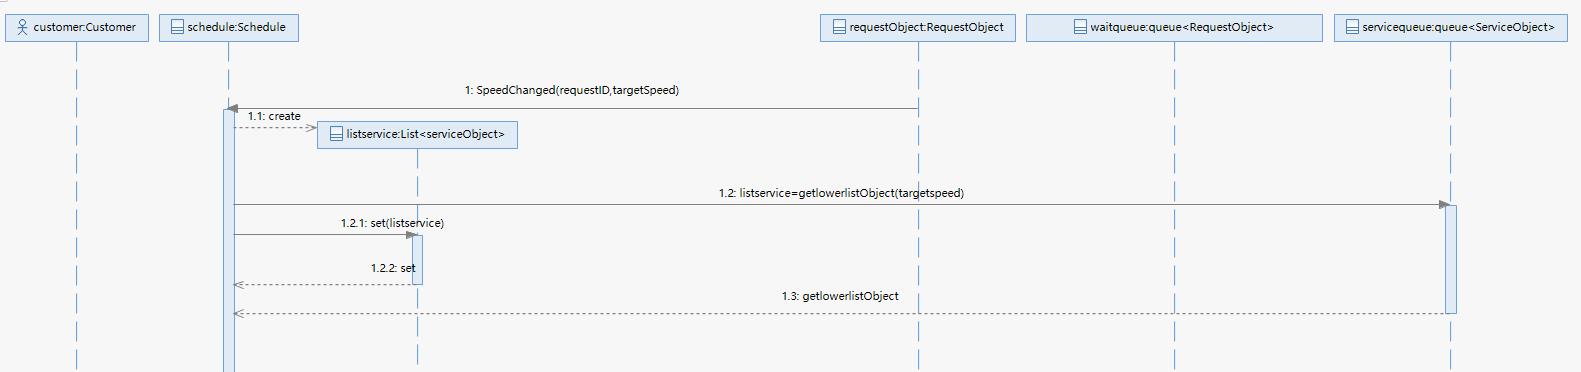 customer:Customer
schedule:Schedule
requestObject:RequestObject
waitqueue:queue<RequestObject>
servicequeue:queue<ServiceObject>
1: SpeedChanged(requestID,targetSpeed)
1.1: create
listservice:List<serviceObject>
1.2: listservice=getlowerlistObject(targetspeed)
1.2.1: set(listservice)
1.2.2: set
1.3: getlowerlistObject